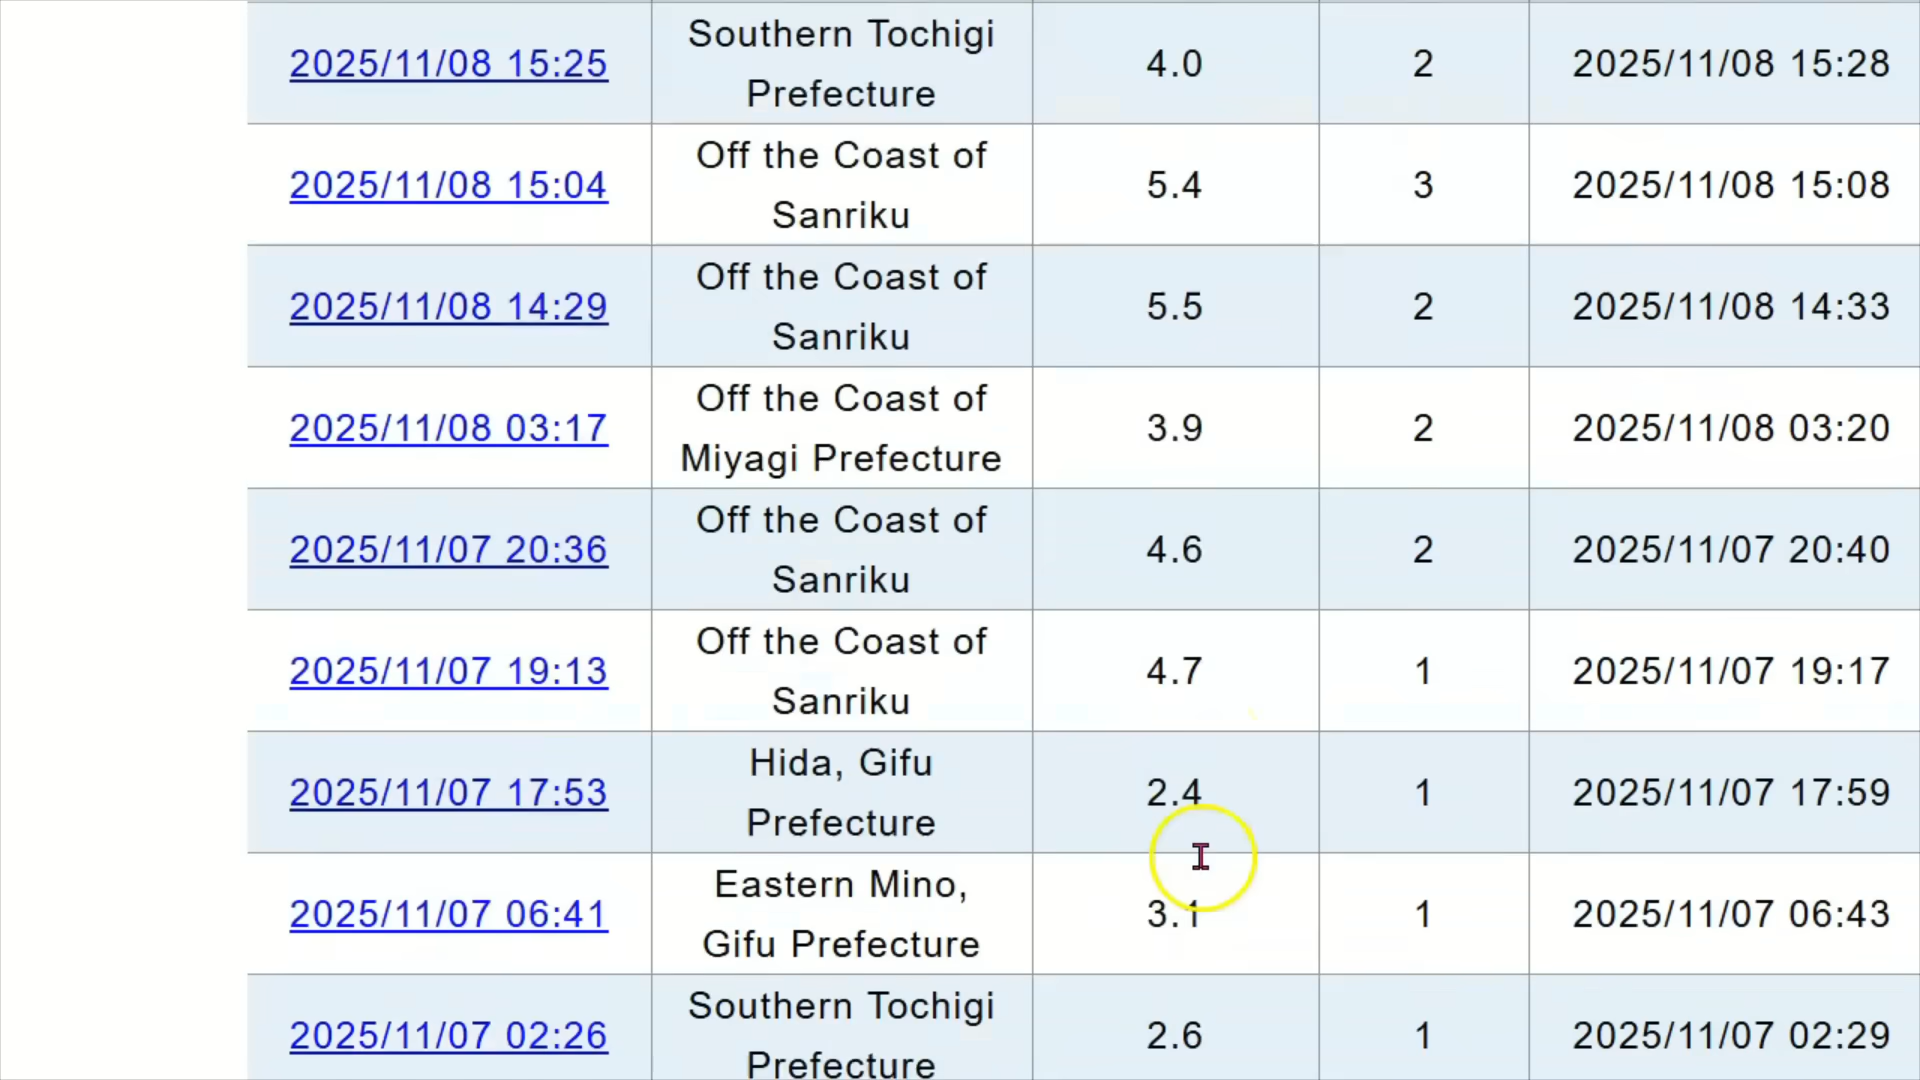 2025/11/08 15:25 Southern Tochigi Prefecture 4.0 2 2025/11/08 15:28
2025/11/08 15:04 Off the Coast of Sanriku 5.4 3 2025/11/08 15:08
2025/11/08 14:29 Off the Coast of Sanriku 5.5 2 2025/11/08 14:33
2025/11/08 03:17 Off the Coast of Miyagi Prefecture 3.9 2 2025/11/08 03:20
2025/11/07 20:36 Off the Coast of Sanriku 4.6 2 2025/11/07 20:40
2025/11/07 19:13 Off the Coast of Sanriku 4.7 1 2025/11/07 19:17
2025/11/07 17:53 Hida, Gifu Prefecture 2.4 1 2025/11/07 17:59
2025/11/07 06:41 Eastern Mino, Gifu Prefecture 3.1 1 2025/11/07 06:43
2025/11/07 02:26 Southern Tochigi Prefecture 2.6 1 2025/11/07 02:29